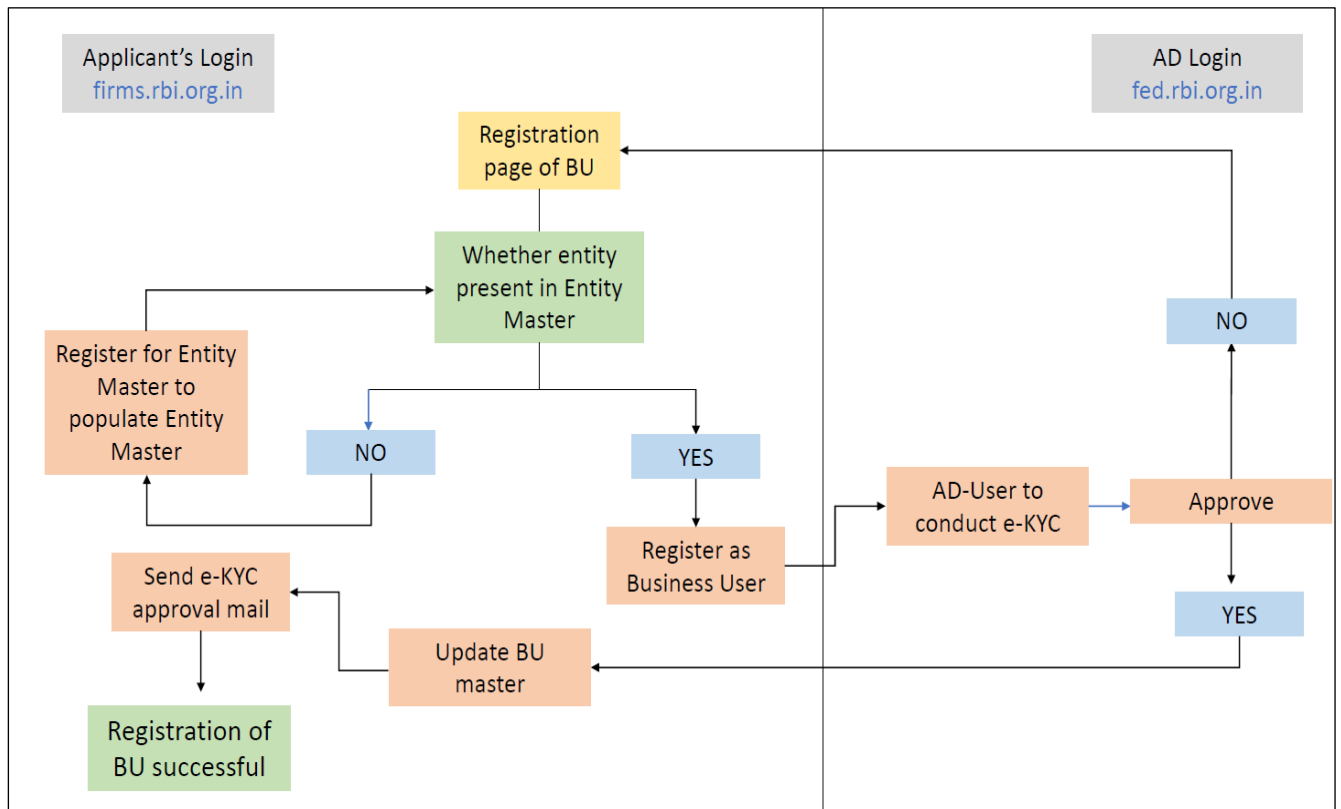 Applicant's Login
firms.rbi.org.in
AD Login
fed.rbi.org.in
Registration
page of BU
Whether entity
present in Entity
Master
Register for Entity
Master to
populate Entity
Master
NO
YES
NO
AD-User to
conduct e-KYC
Approve
Register as
Business User
Send e-KYC
approval mail
YES
Update BU
master
Registration of
BU successful